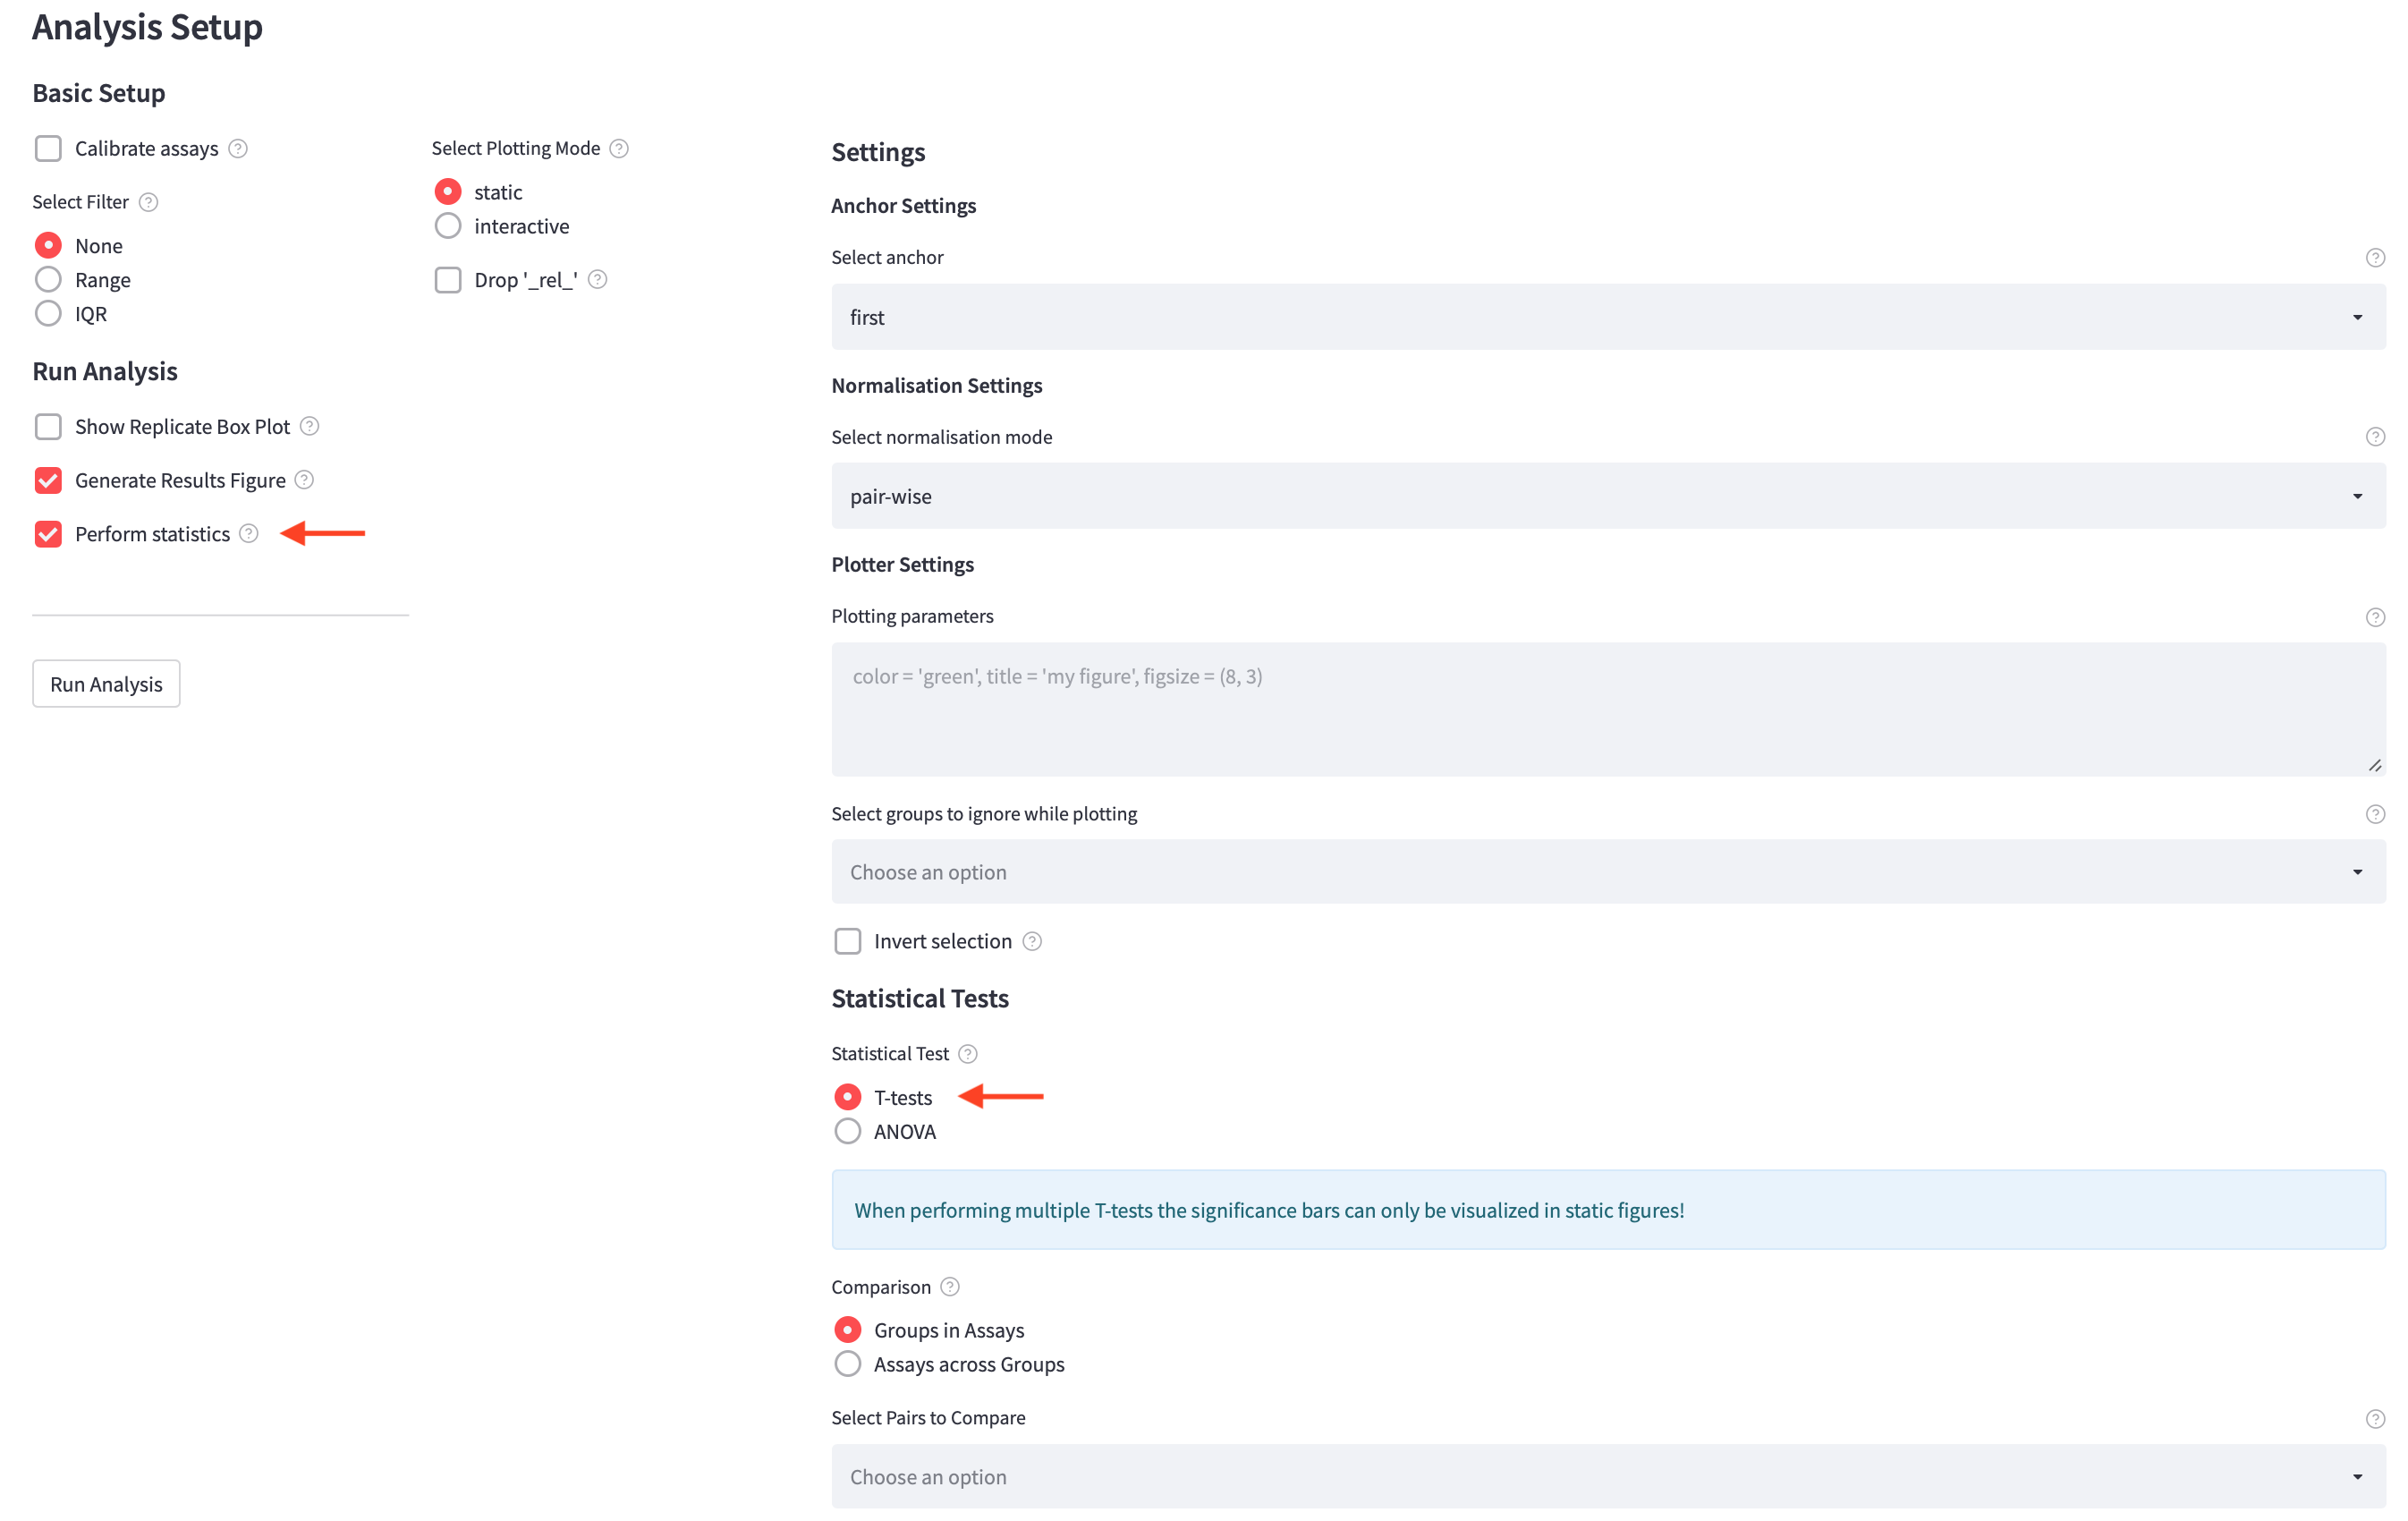 Analysis Setup
Basic Setup
Calibrate assays
Select Filter
None
Range
IQR
Select Plotting Mode
static
interactive
Drop '_rel_'
Run Analysis
Show Replicate Box Plot
Generate Results Figure
Perform statistics
Run Analysis
Settings
Anchor Settings
Select anchor
first
Normalisation Settings
Select normalisation mode
pair-wise
Plotter Settings
Plotting parameters
color = 'green', title = 'my figure', figsize = (8, 3)
Select groups to ignore while plotting
Choose an option
Invert selection
Statistical Tests
Statistical Test
T-tests
ANOVA
When performing multiple T-tests the significance bars can only be visualized in static figures!
Comparison
Groups in Assays
Assays across Groups
Select Pairs to Compare
Choose an option